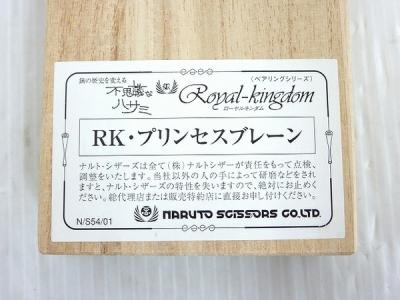 鋏の歴史を変える
不思議な
ハサミ
(ベアリングシリーズ)
Royal-kingdom
ローヤルキングダム
RK・プリンセスブレーン
ナルト・シザーズは全て(株)ナルトシザーが責任をもって点検、
調整をいたします。当社以外の人の手によって研磨などをされ
ますと、ナルト・シザーズの特性を失いますので、絶対にお止めく
ださい。総代理店または販売特約店に直接お申し付けください。
N/S54/01
NARUTO SCISSORS CO.,LTD.